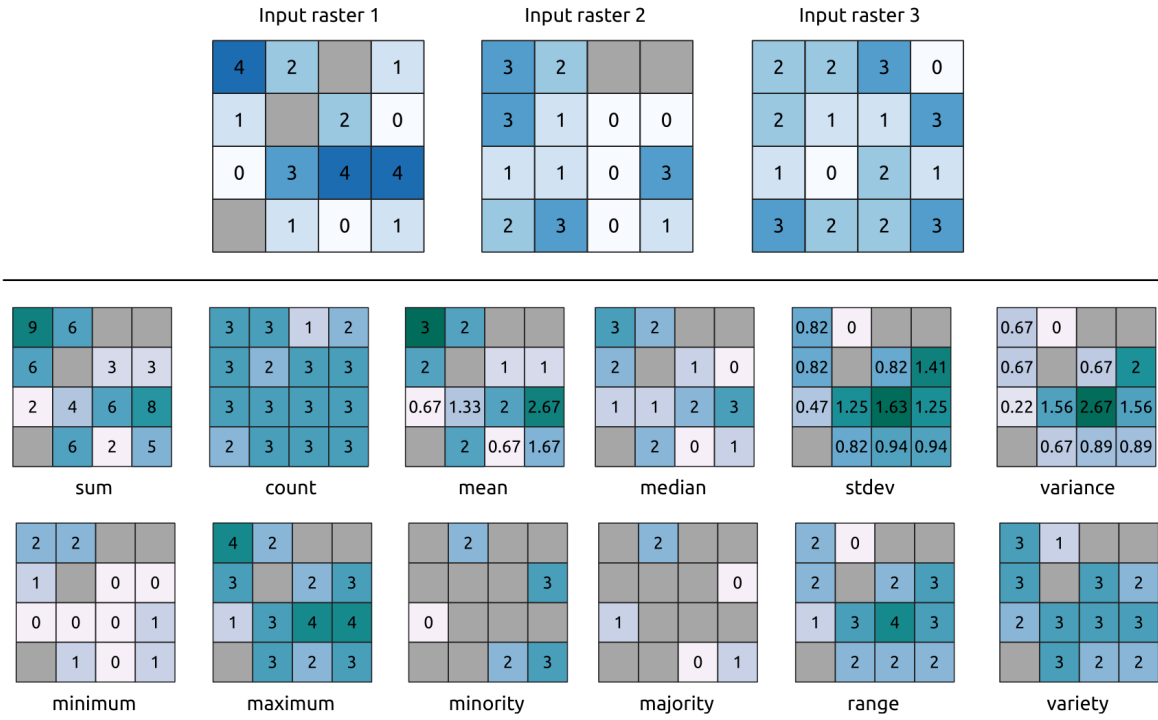 Input raster 1 Input raster 2 Input raster 3
4 2 1 3 2 2 2 3 0
1 2 0 3 1 0 0 2 1 1 3
0 3 4 4 1 1 0 3 1 0 2 1
1 0 1 2 3 0 1 3 2 2 3
9 6 3 3 1 2 3 2 3 2 0.82 0 0.67 0
6 3 3 3 2 3 3 2 1 1 2 1 0 0.82 0.82 1.41 0.67 0.67 2
2 4 6 8 3 3 3 3 0.67 1.33 2 2.67 1 1 2 3 0.47 1.25 1.63 1.25 0.22 1.56 2.67 1.56
6 2 5 2 3 3 3 2 0.67 1.67 2 0 1 0.82 0.94 0.94 0.67 0.89 0.89
sum count mean median stdev variance
2 2 4 2 2 2 2 0 3 1
1 0 0 3 2 3 3 0 2 2 3 3 3 2
0 0 0 1 1 3 4 4 0 1 1 3 4 3 2 3 3 3
1 0 1 3 2 3 2 3 0 1 2 2 2 3 2 2
minimum maximum minority majority range variety